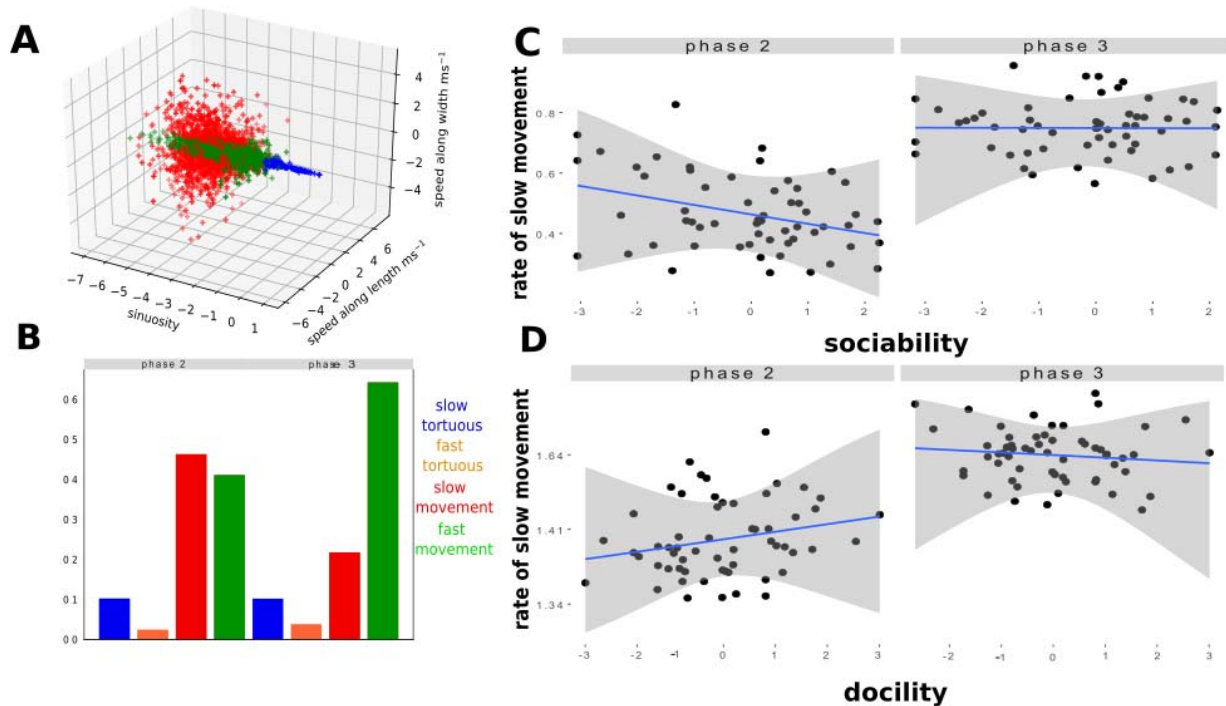 A
4
2
0
−2
−4
speed along width ms⁻¹
−7
−6
−5
−4
−3
−2
−1
0
1
sinuosity
−6
−4
−2
0
2
4
6
speed along length ms⁻¹
B
phase 2
phase 3
0.6
0.5
0.4
0.3
0.2
0.1
0.0
slow
tortuous
fast
tortuous
slow
movement
fast
movement
C
phase 2
phase 3
rate of slow movement
0.8
0.6
0.4
-3
-2
-1
0
1
2
-3
-2
-1
0
1
2
sociability
D
phase 2
phase 3
rate of slow movement
1.64
1.41
1.34
-3
-2
-1
0
1
2
3
-2
-1
0
1
2
3
docility